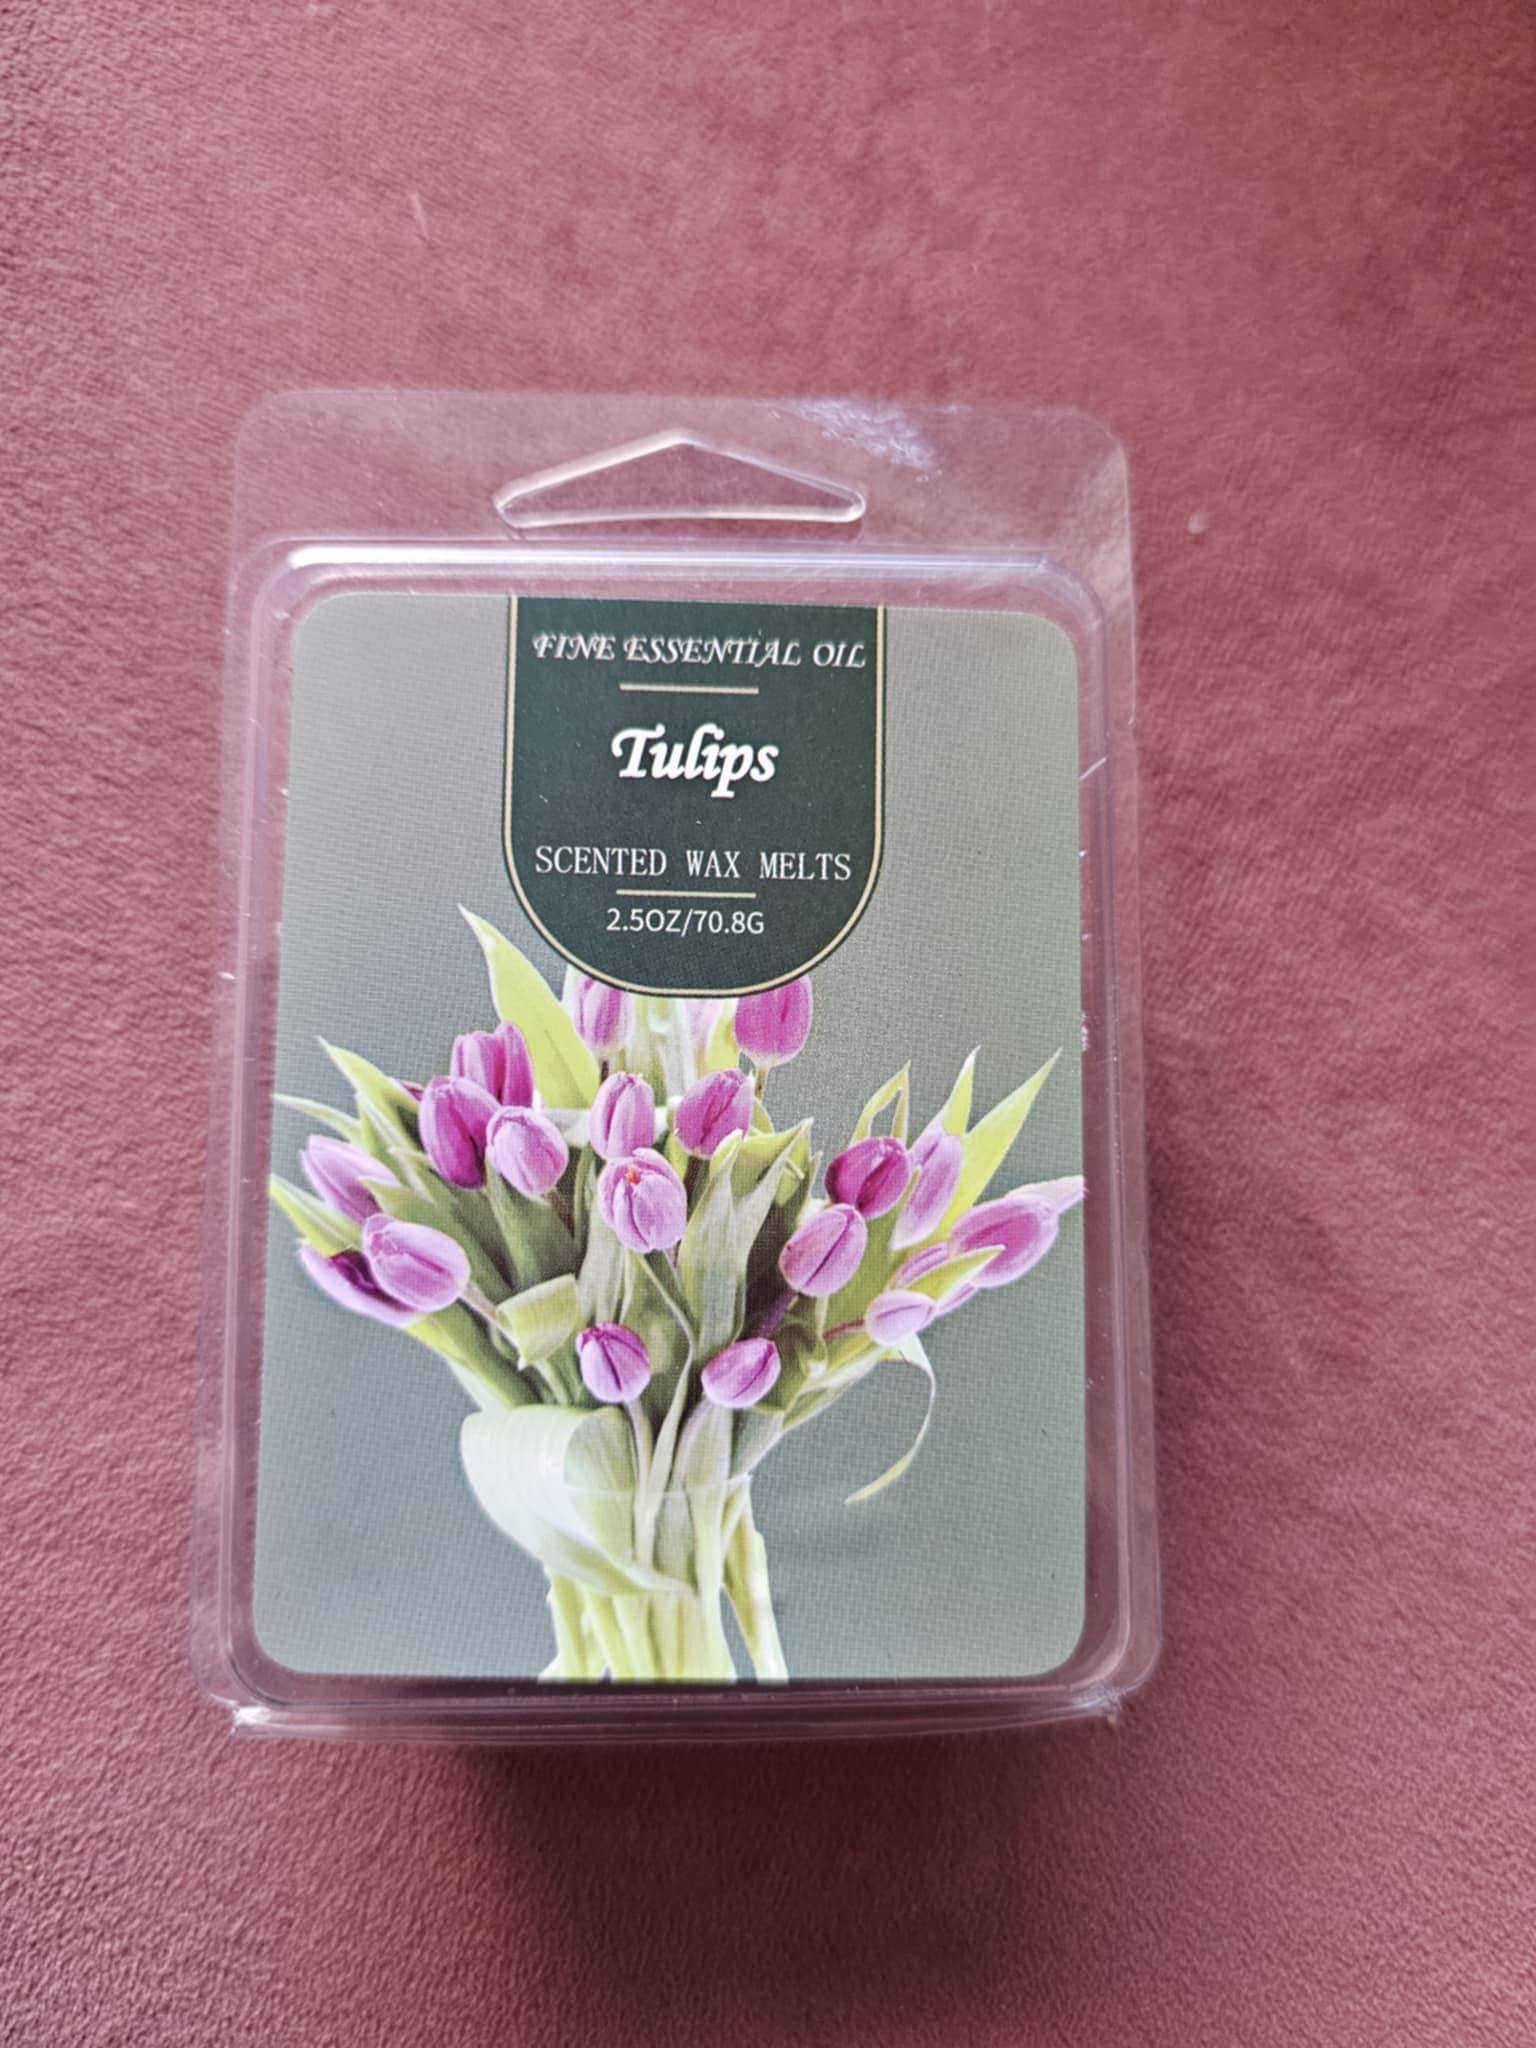 FINE ESSENTIAL OIL
Tulips
SCENTED WAX MELTS
2.5OZ/70.8G